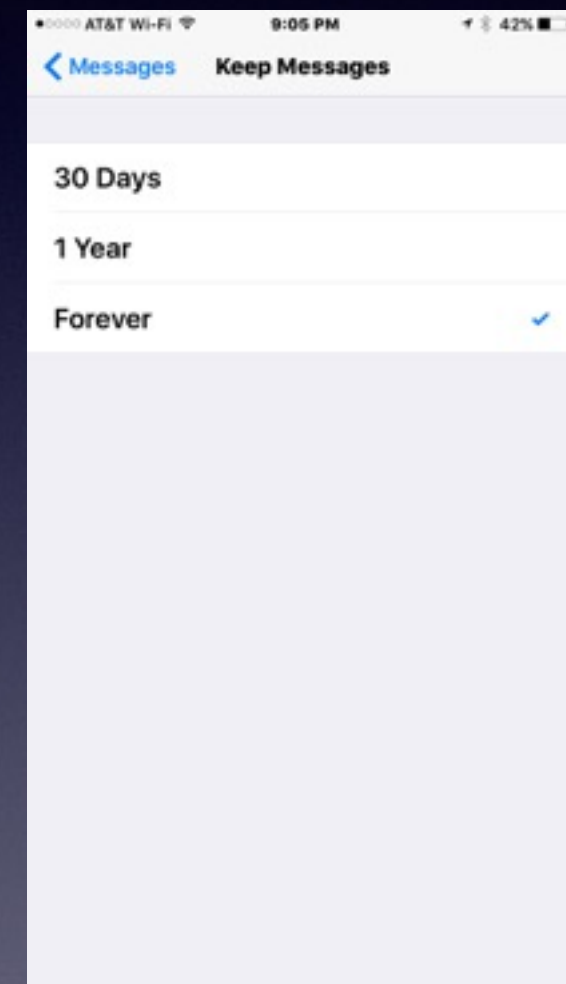 AT&T Wi-Fi 9:05 PM 42%
Messages Keep Messages
30 Days
1 Year
Forever